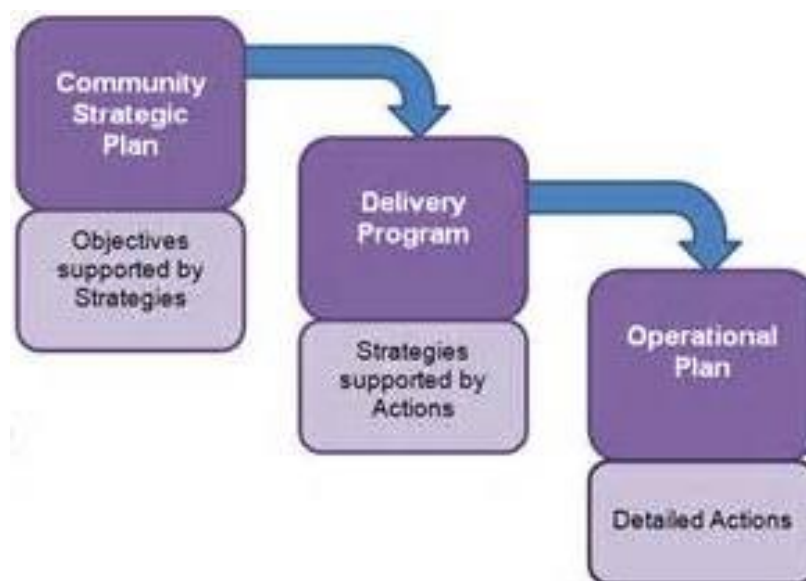 Community
Strategic
Plan
Objectives
supported by
Strategies
Delivery
Program
Strategies
supported by
Actions
Operational
Plan
Detailed Actions